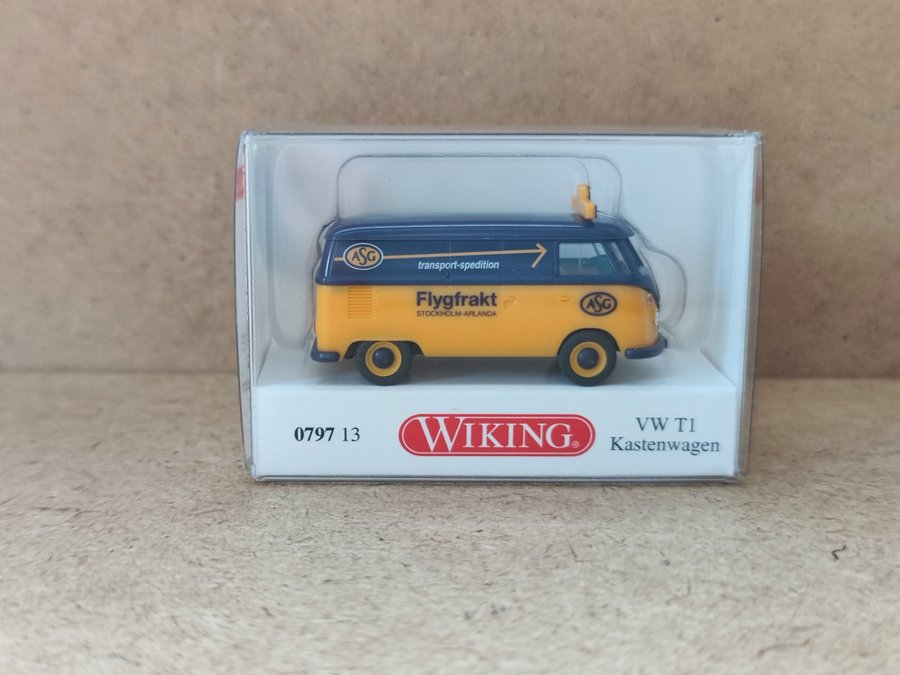 ASG
transport-spedition
Flygfrakt
STOCKHOLM-ARLANDA
ASG
0797 13
WIKING®
VW T1
Kastenwagen